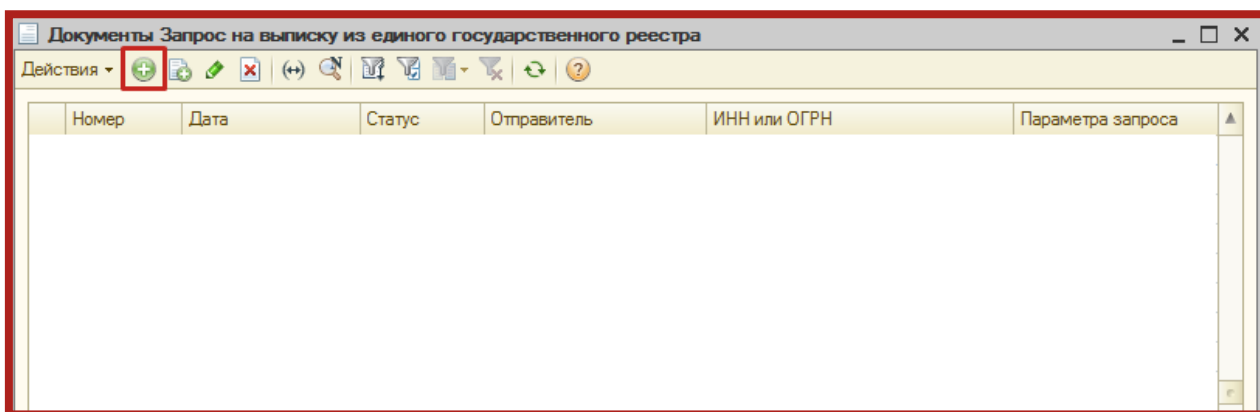 Документы Запрос на выписку из единого государственного реестра
Действия
Номер Дата Статус Отправитель ИНН или ОГРН Параметра запроса